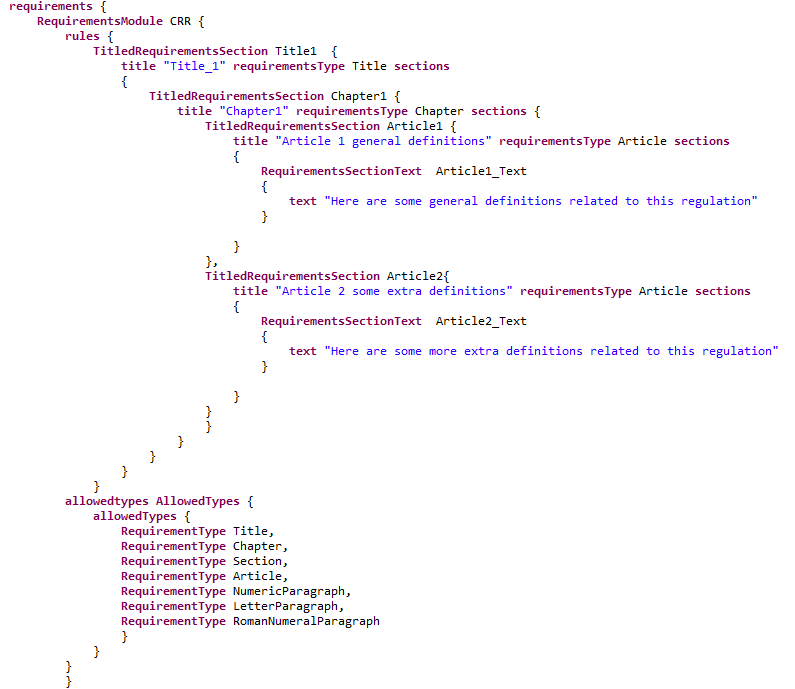 requirements {
    RequirementsModule CRR {
        rules {
            TitledRequirementsSection Title1  {
                title "Title_1" requirementsType Title sections
                {
                    TitledRequirementsSection Chapter1 {
                        title "Chapter1" requirementsType Chapter sections {
                            TitledRequirementsSection Article1 {
                                title "Article 1 general definitions" requirementsType Article sections
                                {
                                    RequirementsSectionText  Article1_Text
                                    {
                                        text "Here are some general definitions related to this regulation"
                                    }
                                }
                            },
                            TitledRequirementsSection Article2{
                                title "Article 2 some extra definitions" requirementsType Article sections
                                {
                                    RequirementsSectionText  Article2_Text
                                    {
                                        text "Here are some more extra definitions related to this regulation"
                                    }
                                }
                            }
                            }
                        }
                    }
                }
            }
        allowedtypes AllowedTypes {
            allowedTypes {
                RequirementType Title,
                RequirementType Chapter,
                RequirementType Section,
                RequirementType Article,
                RequirementType NumericParagraph,
                RequirementType LetterParagraph,
                RequirementType RomanNumeralParagraph
                }
            }
        }
        }